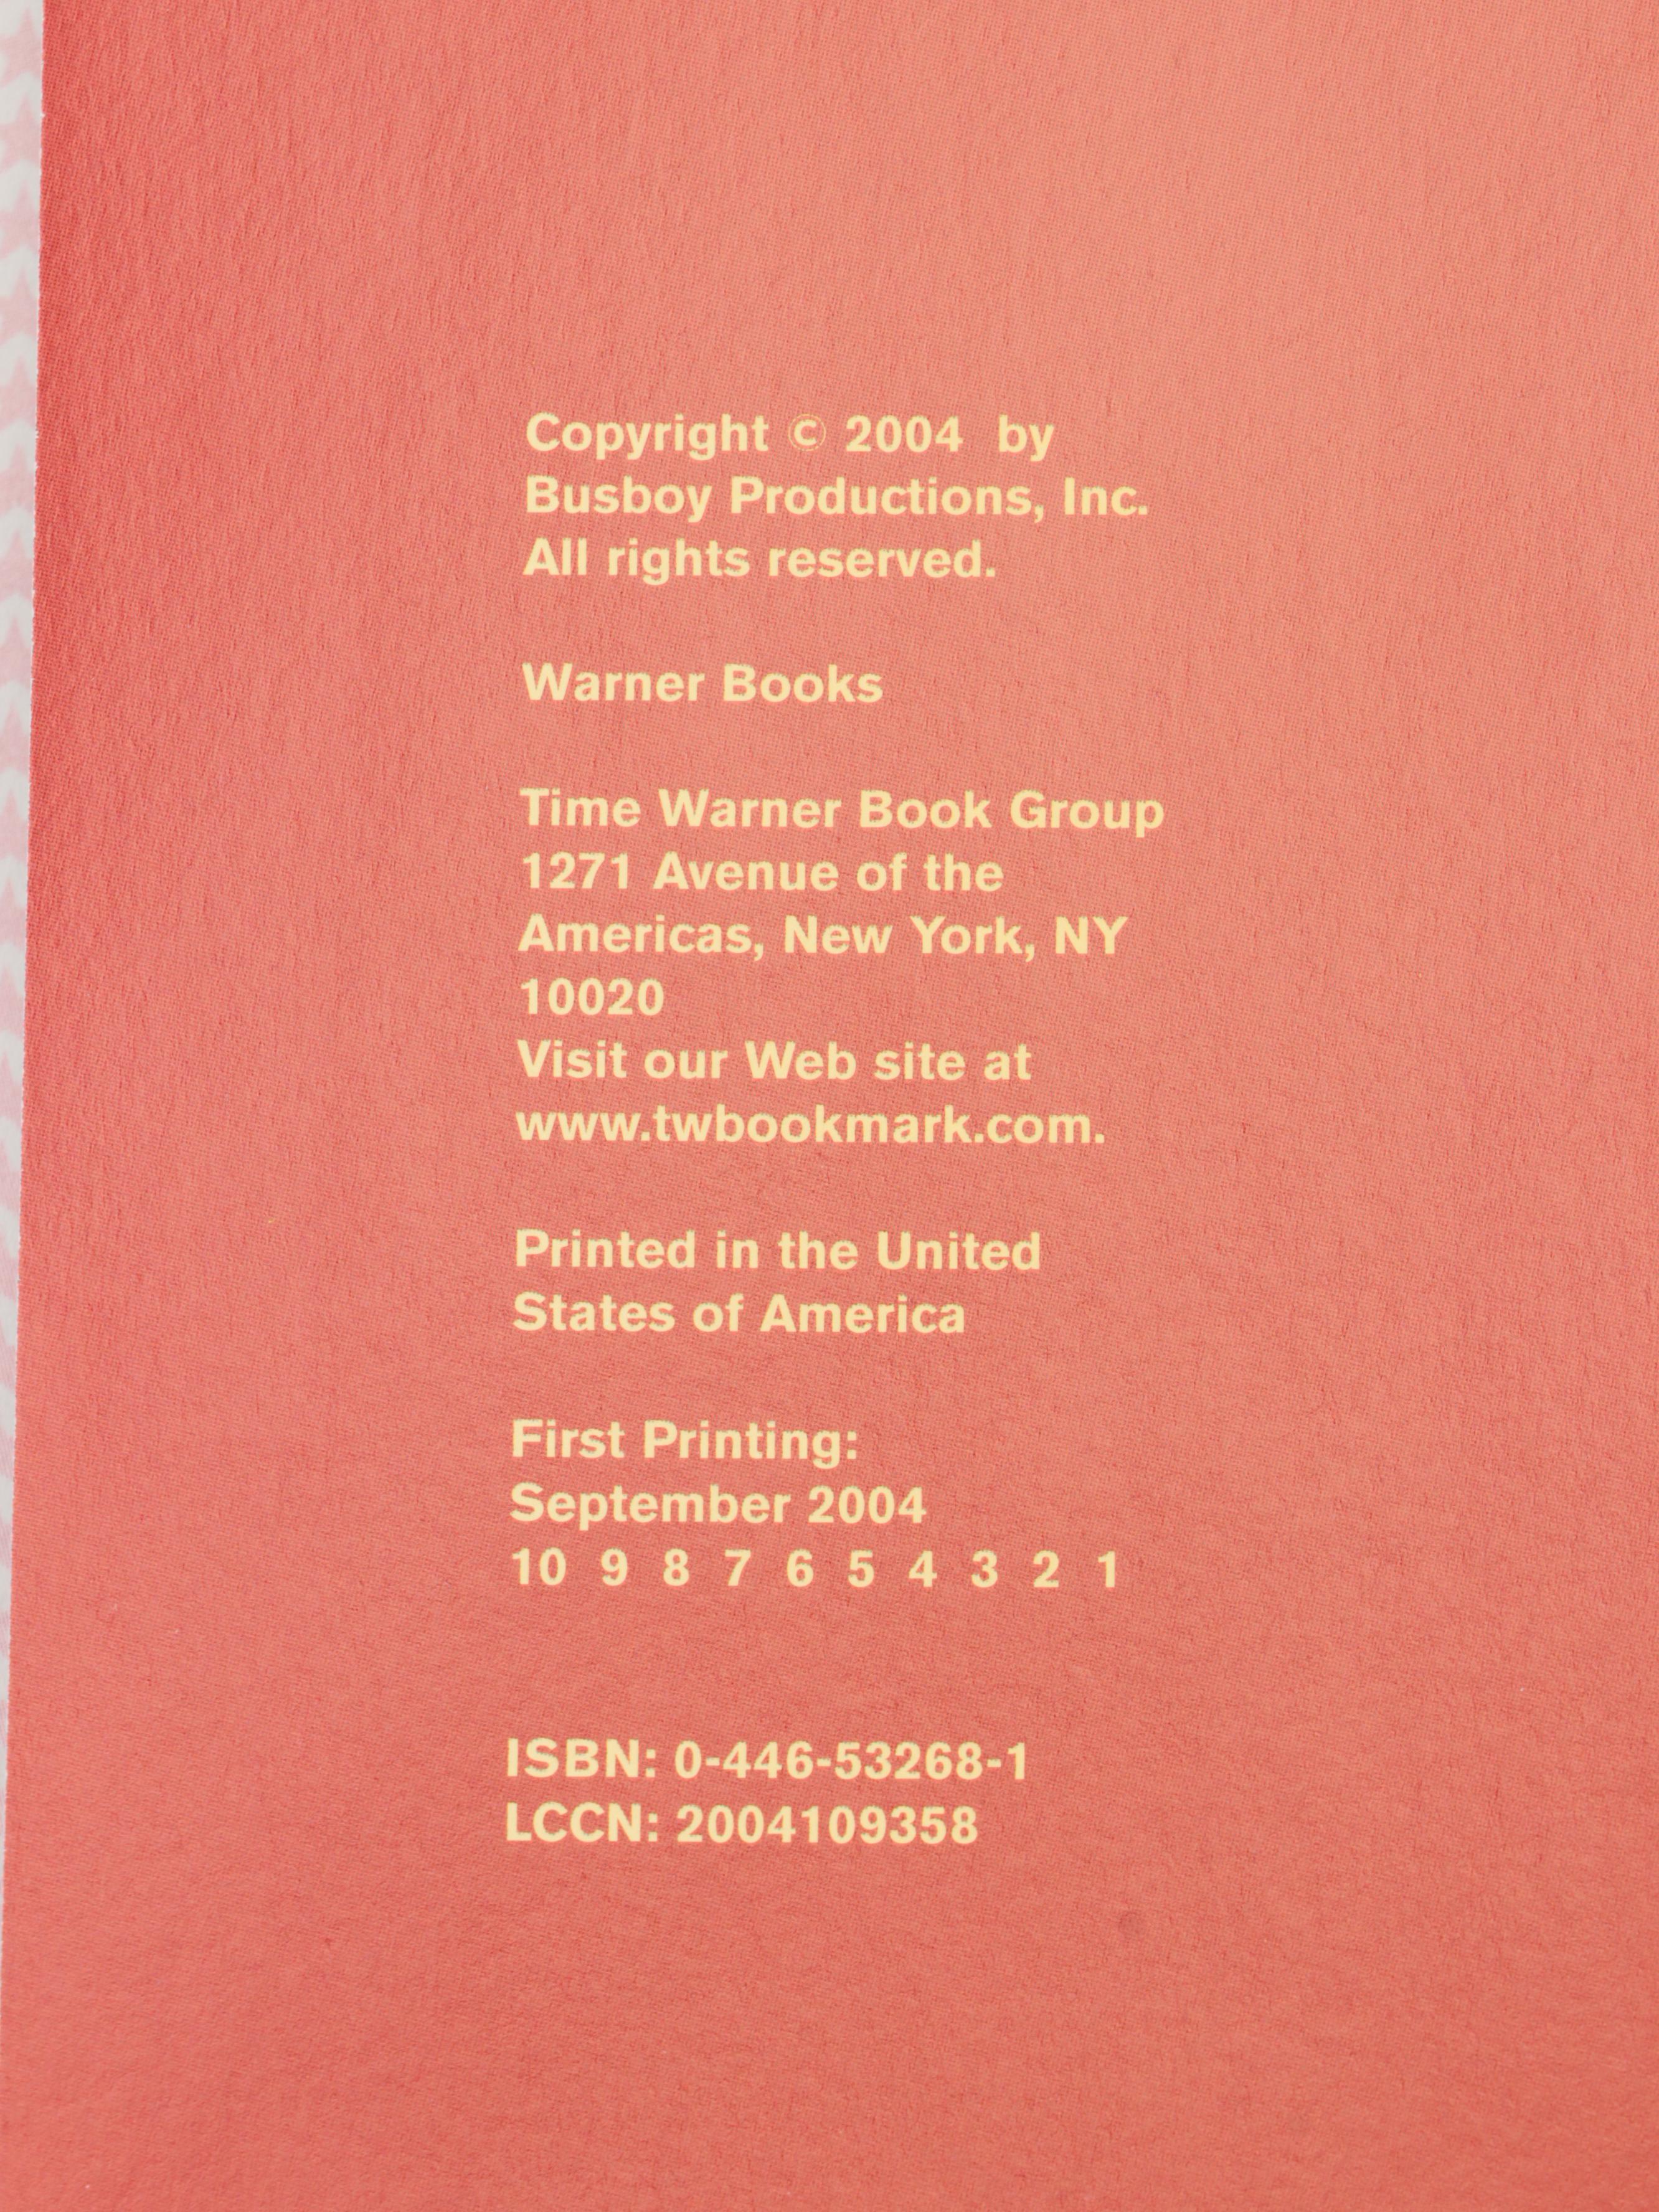 Copyright © 2004 by
Busboy Productions, Inc.
All rights reserved.
Warner Books
Time Warner Book Group
1271 Avenue of the
Americas, New York, NY
10020
Visit our Web site at
www.twbookmark.com.
Printed in the United
States of America
First Printing:
September 2004
10 9 8 7 6 5 4 3 2 1
ISBN: 0-446-53268-1
LCCN: 2004109358